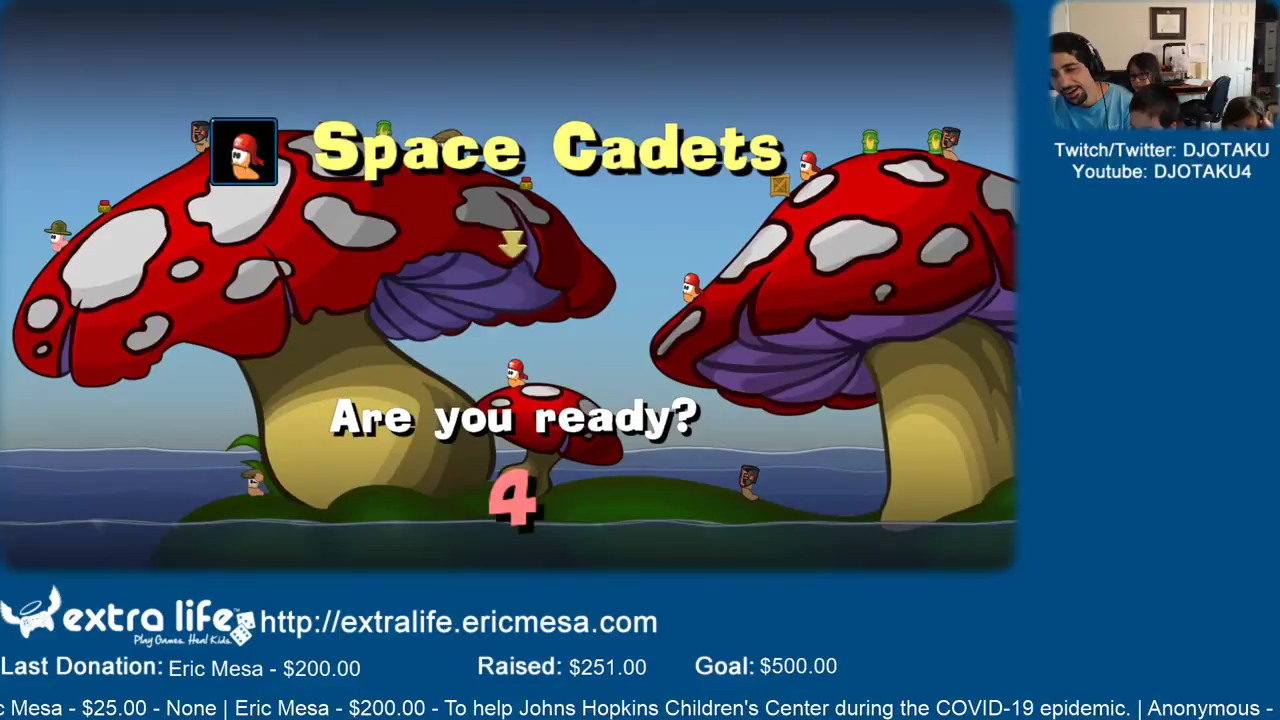 Space Cadets
Are you ready?
4
Twitch/Twitter: DJOTAKU
Youtube: DJOTAKU4
extra life
Play Games. Heal Kids.
http://extralife.ericmesa.com
Last Donation: Eric Mesa - $200.00
Raised: $251.00
Goal: $500.00
c Mesa - $25.00 - None | Eric Mesa - $200.00 - To help Johns Hopkins Children's Center during the COVID-19 epidemic. | Anonymous -